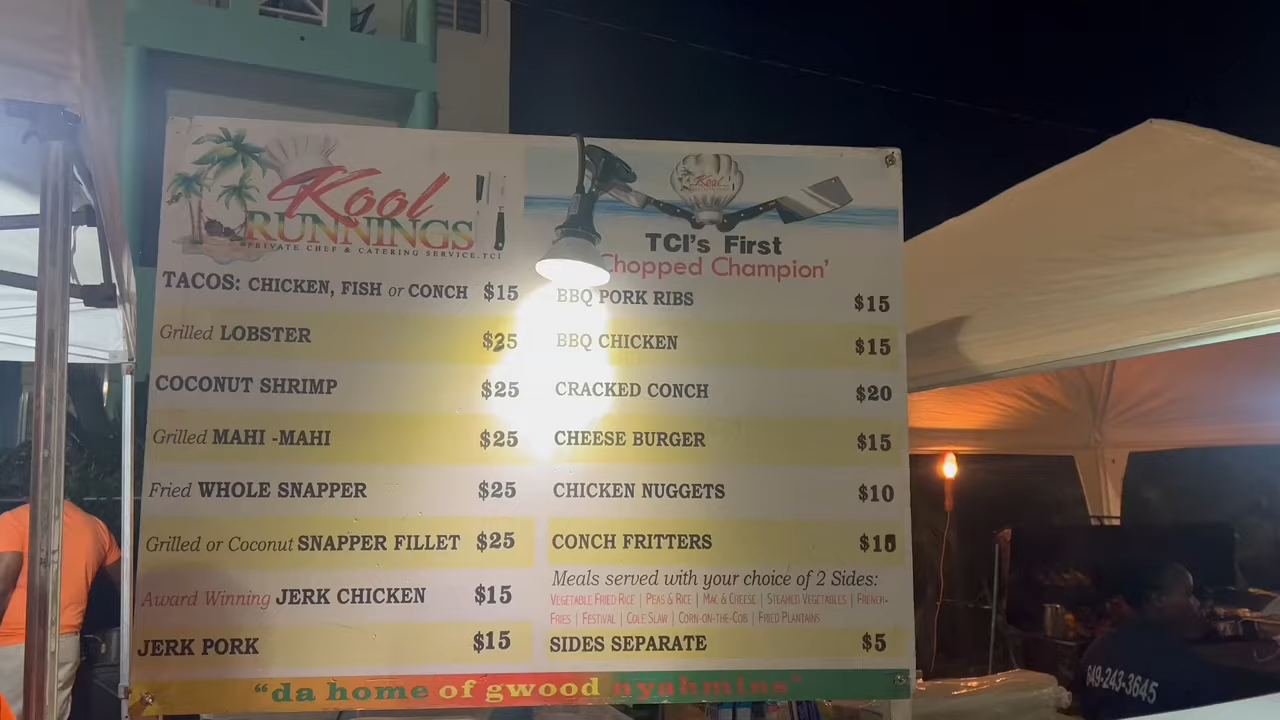 Kool
RUNNINGS
PRIVATE CHEF & CATERING SERVICE.TCI
TACOS: CHICKEN, FISH or CONCH $15
Grilled LOBSTER $25
COCONUT SHRIMP $25
Grilled MAHI -MAHI $25
Fried WHOLE SNAPPER $25
Grilled or Coconut SNAPPER FILLET $25
Award Winning JERK CHICKEN $15
JERK PORK $15
Kool
TCI's First
Chopped Champion'
BBQ PORK RIBS $15
BBQ CHICKEN $15
CRACKED CONCH $20
CHEESE BURGER $15
CHICKEN NUGGETS $10
CONCH FRITTERS
Meals served with your choice of 2 Sides:
VEGETABLE FRIED RICE | PEAS & RICE | MAC & CHEESE | STEAMED VEGETABLES | FRENCH-
FRIES | FESTIVAL | COLE SLAW | CORN-ON-THE-COB | FRIED PLANTAINS
SIDES SEPARATE $5
"da home of gwood nyahmins"
649-243-3645